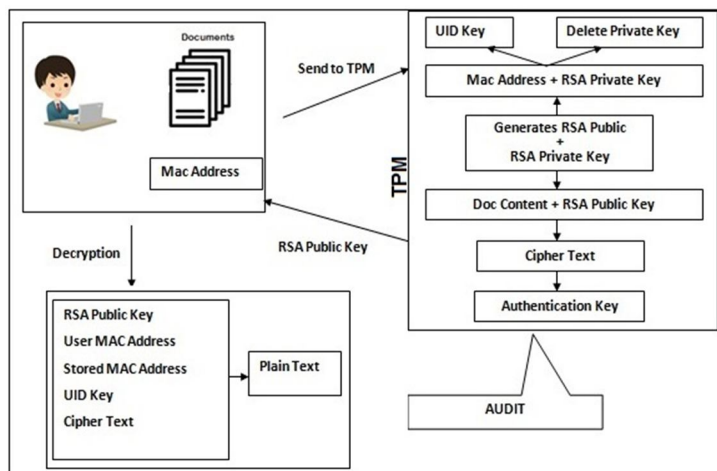 Documents
Mac Address
Send to TPM
RSA Public Key
TPM
UID Key
Delete Private Key
Mac Address + RSA Private Key
Generates RSA Public
+
RSA Private Key
Doc Content + RSA Public Key
Cipher Text
Authentication Key
AUDIT
Decryption
RSA Public Key
User MAC Address
Stored MAC Address
UID Key
Cipher Text
Plain Text